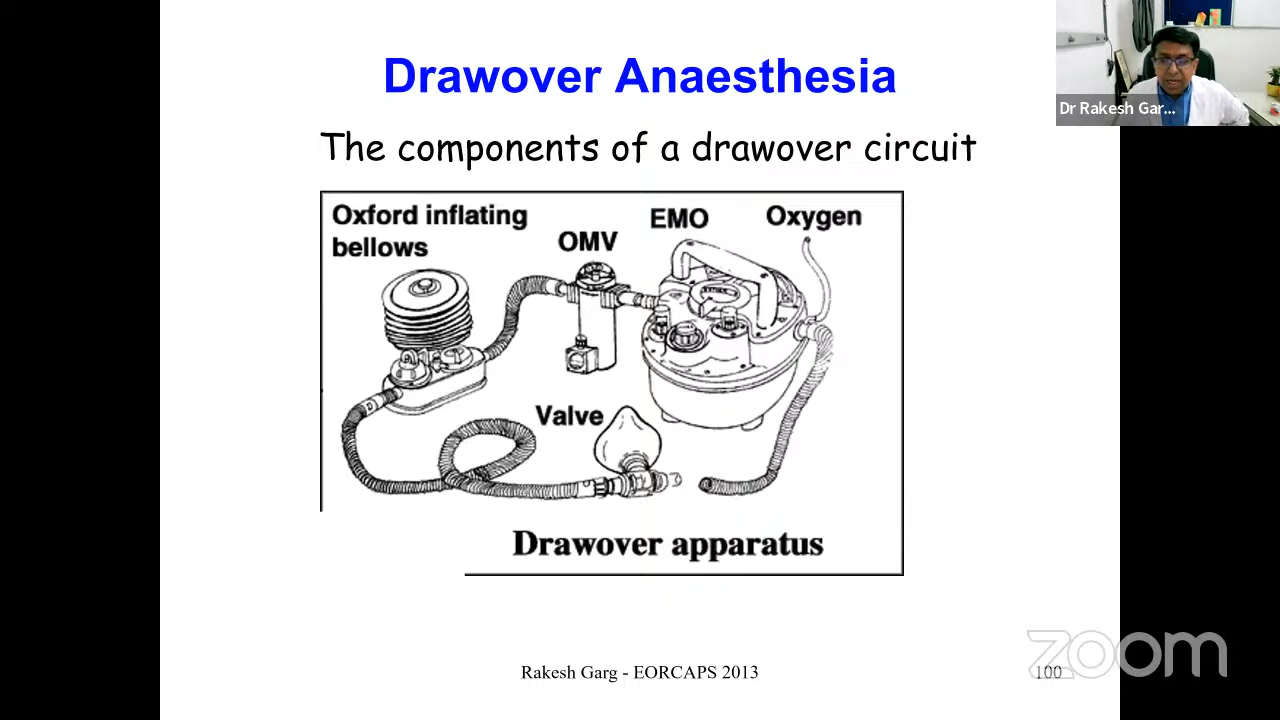 Drawover Anaesthesia
Dr Rakesh Gar...
The components of a drawover circuit
Oxford inflating
bellows
OMV
EMO
Oxygen
Valve
Drawover apparatus
Rakesh Garg - EORCAPS 2013
100
zoom